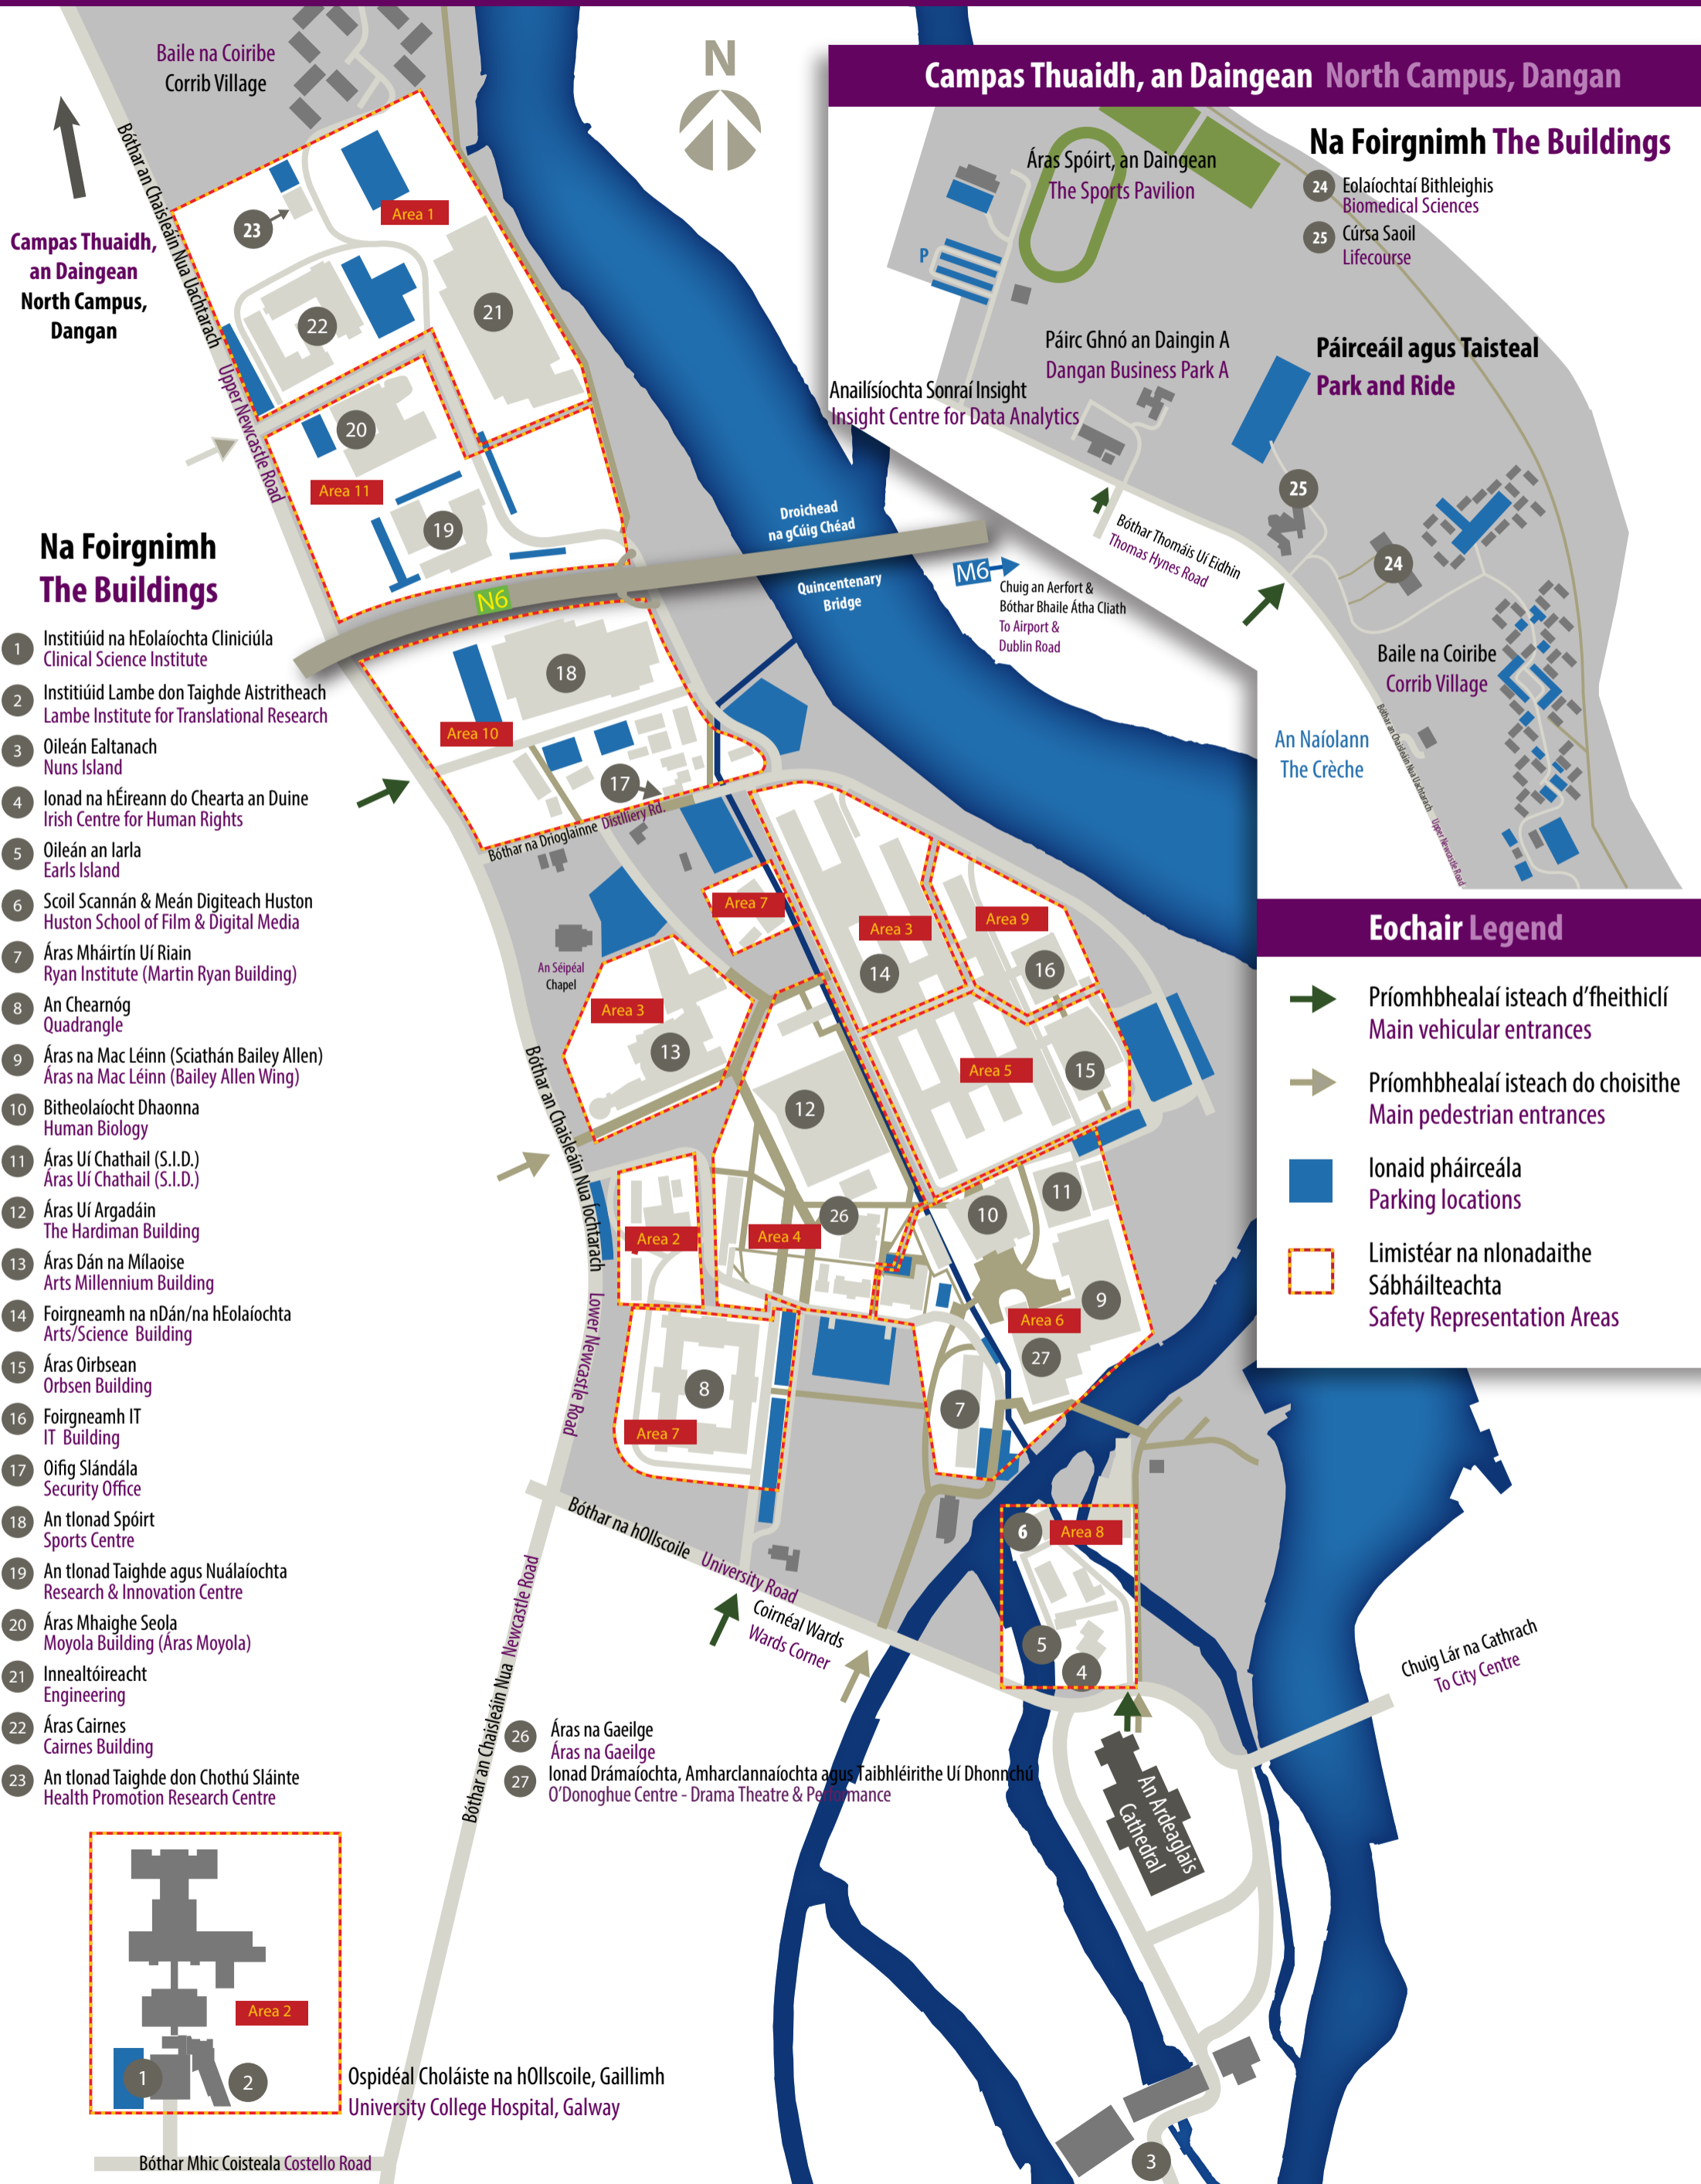 Baile na Coiribe
Corrib Village
N
Campas Thuaidh,
an Daingean
North Campus,
Dangan
Bóthar an Chaisleáin Nua Uachtarach
Upper Newcastle Road
23
Area 1
22
21
20
Area 11
19
N6
Droichead
na gCúig Chéad
Quincentenary
Bridge
M6
Chuig an Aerfort &
Bóthar Bhaile Átha Cliath
To Airport &
Dublin Road
18
Area 10
17
Bóthar na Drioglainne Distlliery Rd.
Area 7
Area 3
14
Area 9
16
An Séipéal
Chapel
Area 3
13
Area 5
15
12
Bóthar an Chaisleáin Nua Íochtarach
Lower Newcastle Road
Area 2
Area 4
26
10
11
9
Area 6
27
8
Area 7
7
Bóthar na hOllscoile University Road
6
Area 8
5
4
Coirnéal Wards
Wards Corner
Bóthar an Chaisleáin Nua Newcastle Road
Chuig Lár na Cathrach
To City Centre
An Ardeaglais
Cathedral
3
Campas Thuaidh, an Daingean North Campus, Dangan
Na Foirgnimh The Buildings
24 Eolaíochtaí Bithleighis
Biomedical Sciences
25 Cúrsa Saoil
Lifecourse
Áras Spóirt, an Daingean
The Sports Pavilion
P
Páirc Ghnó an Daingin A
Dangan Business Park A
Anailísíochta Sonraí Insight
Insight Centre for Data Analytics
Páirceáil agus Taisteal
Park and Ride
25
24
Bóthar Thomáis Uí Eidhin
Thomas Hynes Road
Baile na Coiribe
Corrib Village
An Naíolann
The Crèche
Bóthar an Chaisleáin Nua Uachtarach Upper Newcastle Road
Eochair Legend
Príomhbhealaí isteach d'fheithiclí
Main vehicular entrances
Príomhbhealaí isteach do choisithe
Main pedestrian entrances
Ionaid pháirceála
Parking locations
Limistéar na nIonadaithe
Sábháilteachta
Safety Representation Areas
Na Foirgnimh
The Buildings
1 Institiúid na hEolaíochta Cliniciúla
Clinical Science Institute
2 Institiúid Lambe don Taighde Aistritheach
Lambe Institute for Translational Research
3 Oileán Ealtanach
Nuns Island
4 Ionad na hÉireann do Chearta an Duine
Irish Centre for Human Rights
5 Oileán an Iarla
Earls Island
6 Scoil Scannán & Meán Digiteach Huston
Huston School of Film & Digital Media
7 Áras Mháirtín Uí Riain
Ryan Institute (Martin Ryan Building)
8 An Chearnóg
Quadrangle
9 Áras na Mac Léinn (Sciathán Bailey Allen)
Áras na Mac Léinn (Bailey Allen Wing)
10 Bitheolaíocht Dhaonna
Human Biology
11 Áras Uí Chathail (S.I.D.)
Áras Uí Chathail (S.I.D.)
12 Áras Uí Argadáin
The Hardiman Building
13 Áras Dán na Mílaoise
Arts Millennium Building
14 Foirgneamh na nDán/na hEolaíochta
Arts/Science Building
15 Áras Oirbsean
Orbsen Building
16 Foirgneamh IT
IT Building
17 Oifig Slándála
Security Office
18 An tIonad Spóirt
Sports Centre
19 An tIonad Taighde agus Nuálaíochta
Research & Innovation Centre
20 Áras Mhaighe Seola
Moyola Building (Áras Moyola)
21 Innealtóireacht
Engineering
22 Áras Cairnes
Cairnes Building
23 An tIonad Taighde don Chothú Sláinte
Health Promotion Research Centre
26 Áras na Gaeilge
Áras na Gaeilge
27 Ionad Drámaíochta, Amharclannaíochta agus Taibhléirithe Uí Dhonnchú
O'Donoghue Centre - Drama Theatre & Performance
Area 2
1
2
Ospidéal Choláiste na hOllscoile, Gaillimh
University College Hospital, Galway
Bóthar Mhic Coisteala Costello Road